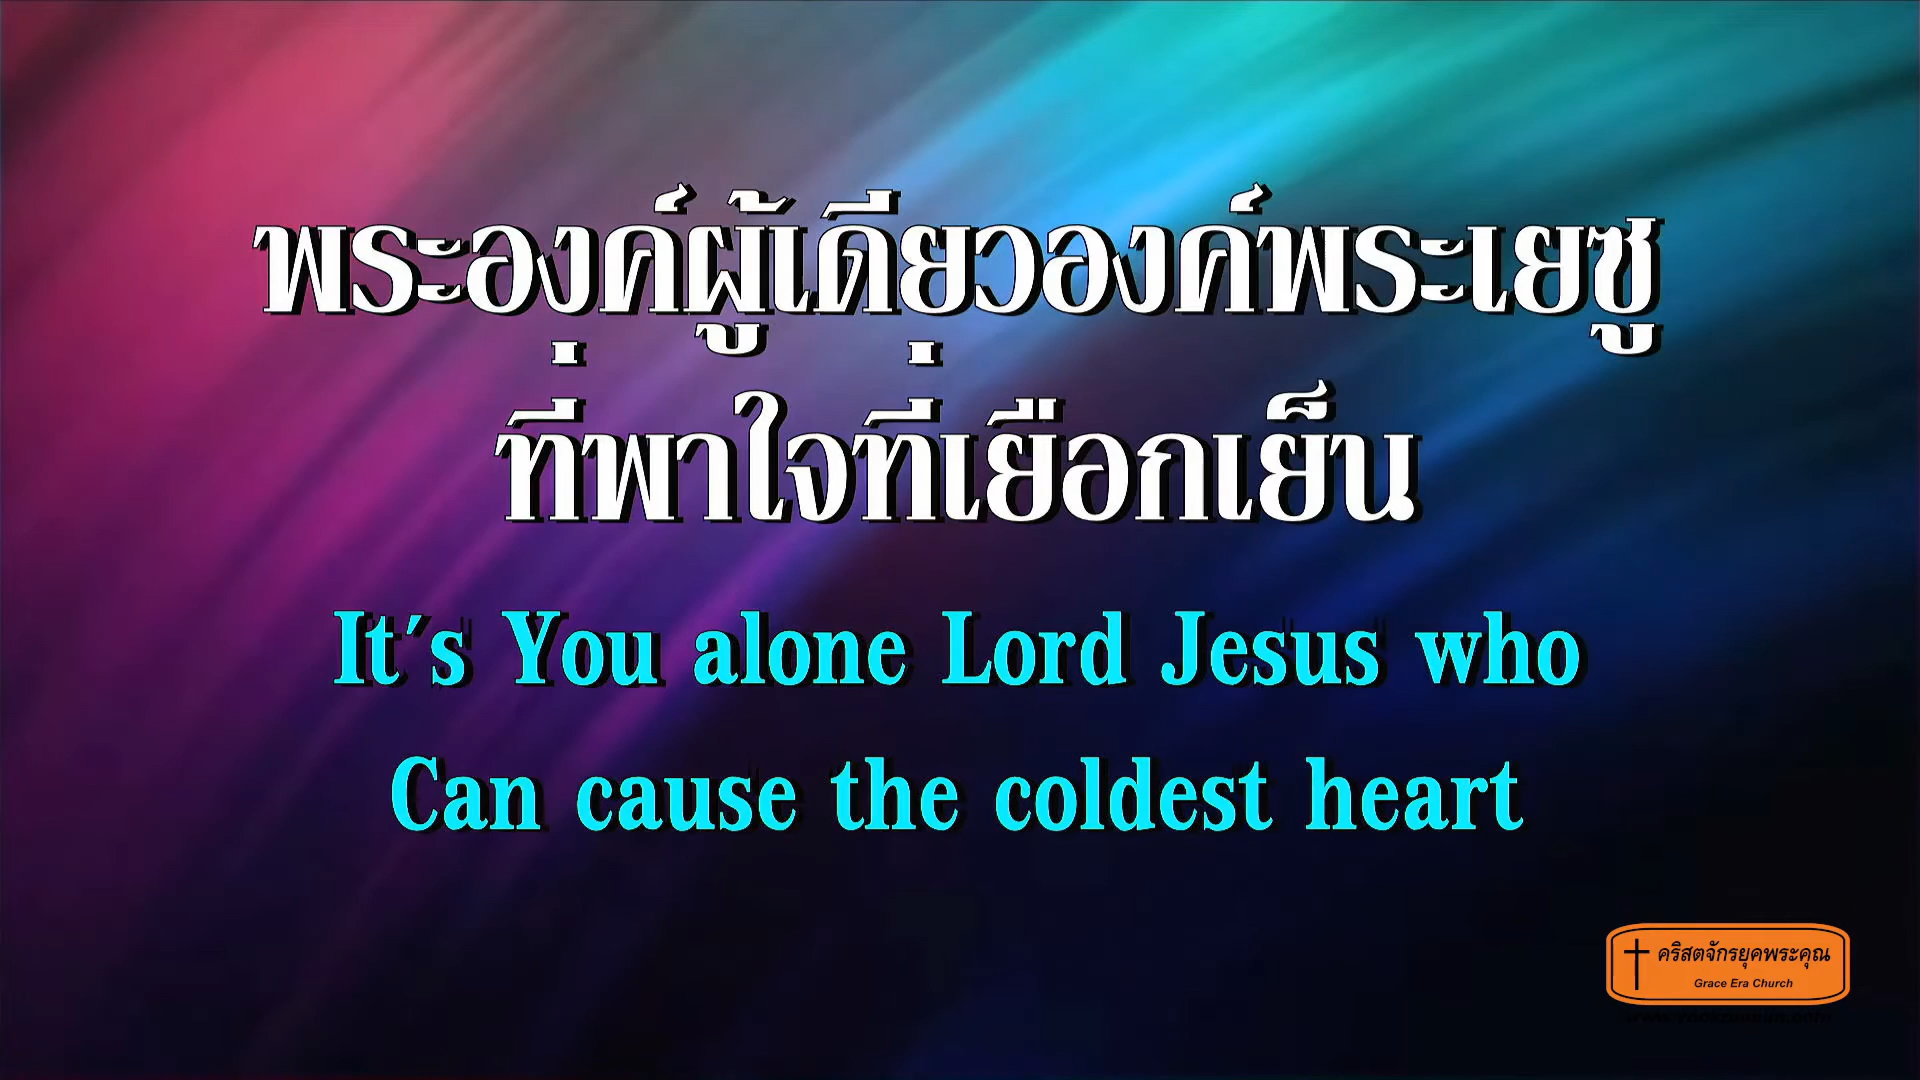 พระองค์ผู้เดียวองค์พระเยซู
ที่พาใจที่เยือกเย็น
It's You alone Lord Jesus who
Can cause the coldest heart
คริสตจักรยุคพระคุณ
Grace Era Church